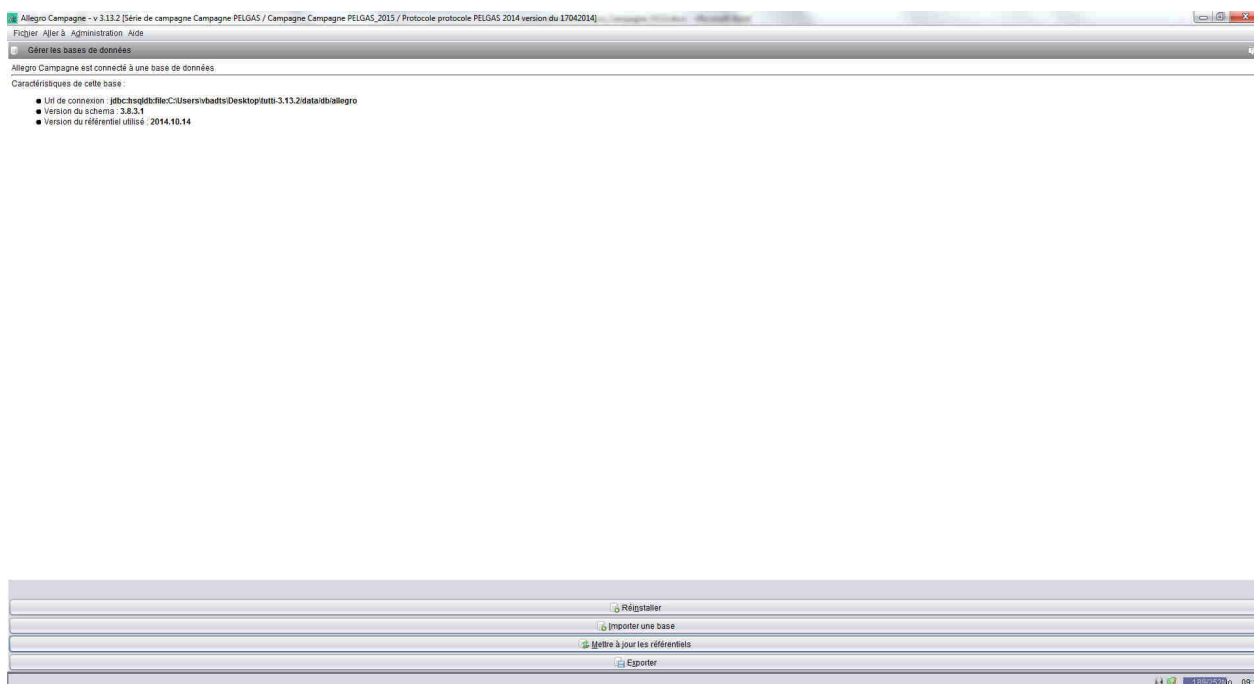 Allegro Campagne - v 3.13.2 [Série de campagne Campagne PELGAS / Campagne Campagne PELGAS_2015 / Protocole protocole PELGAS 2014 version du 17042014]
Fichier Aller à Administration Aide
Gérer les bases de données
Allegro Campagne est connecté à une base de données
Caractéristiques de cette base :
Url de connexion : jdbc:hsqldb:file:C:\Users\vbadts\Desktop\tutti-3.13.2/data/db/allegro
Version du schema : 3.8.3.1
Version du référentiel utilisé : 2014.10.14
Réinstaller
Importer une base
Mettre à jour les référentiels
Exporter